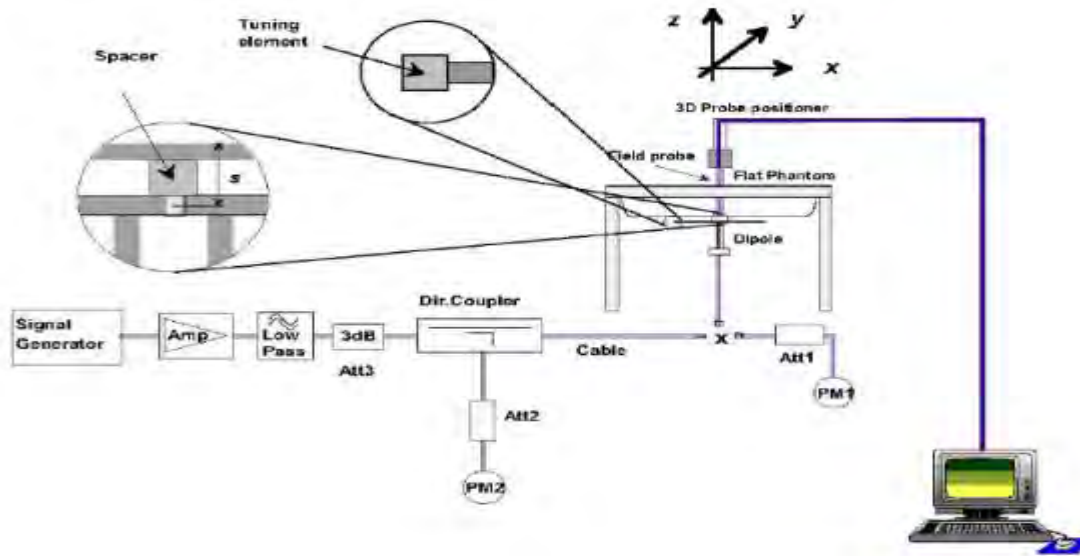 Tuning
element
Spacer
z
y
x
3D Probe positioner
Field probe
Flat Phantom
s
Dipole
Dir.Coupler
Signal
Generator
Amp
Low
Pass
3dB
Att3
Cable
x
Att1
PM1
Att2
PM2